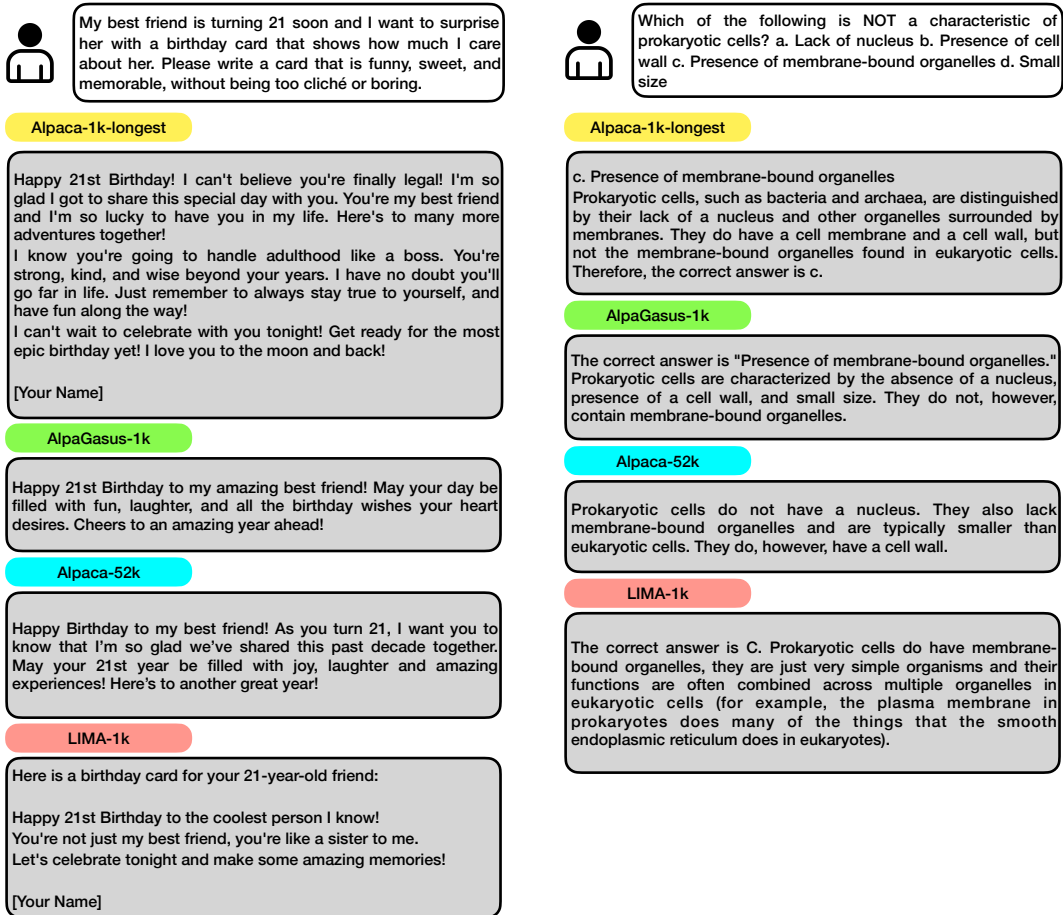 My best friend is turning 21 soon and I want to surprise
her with a birthday card that shows how much I care
about her. Please write a card that is funny, sweet, and
memorable, without being too cliché or boring.
Alpaca-1k-longest
Happy 21st Birthday! I can't believe you're finally legal! I'm so
glad I got to share this special day with you. You're my best friend
and I'm so lucky to have you in my life. Here's to many more
adventures together!
I know you're going to handle adulthood like a boss. You're
strong, kind, and wise beyond your years. I have no doubt you'll
go far in life. Just remember to always stay true to yourself, and
have fun along the way!
I can't wait to celebrate with you tonight! Get ready for the most
epic birthday yet! I love you to the moon and back!
[Your Name]
AlpaGasus-1k
Happy 21st Birthday to my amazing best friend! May your day be
filled with fun, laughter, and all the birthday wishes your heart
desires. Cheers to an amazing year ahead!
Alpaca-52k
Happy Birthday to my best friend! As you turn 21, I want you to
know that I'm so glad we've shared this past decade together.
May your 21st year be filled with joy, laughter and amazing
experiences! Here's to another great year!
LIMA-1k
Here is a birthday card for your 21-year-old friend:
Happy 21st Birthday to the coolest person I know!
You're not just my best friend, you're like a sister to me.
Let's celebrate tonight and make some amazing memories!
[Your Name]
Which of the following is NOT a characteristic of
prokaryotic cells? a. Lack of nucleus b. Presence of cell
wall c. Presence of membrane-bound organelles d. Small
size
Alpaca-1k-longest
c. Presence of membrane-bound organelles
Prokaryotic cells, such as bacteria and archaea, are distinguished
by their lack of a nucleus and other organelles surrounded by
membranes. They do have a cell membrane and a cell wall, but
not the membrane-bound organelles found in eukaryotic cells.
Therefore, the correct answer is c.
AlpaGasus-1k
The correct answer is "Presence of membrane-bound organelles."
Prokaryotic cells are characterized by the absence of a nucleus,
presence of a cell wall, and small size. They do not, however,
contain membrane-bound organelles.
Alpaca-52k
Prokaryotic cells do not have a nucleus. They also lack
membrane-bound organelles and are typically smaller than
eukaryotic cells. They do, however, have a cell wall.
LIMA-1k
The correct answer is C. Prokaryotic cells do have membrane-
bound organelles, they are just very simple organisms and their
functions are often combined across multiple organelles in
eukaryotic cells (for example, the plasma membrane in
prokaryotes does many of the things that the smooth
endoplasmic reticulum does in eukaryotes).